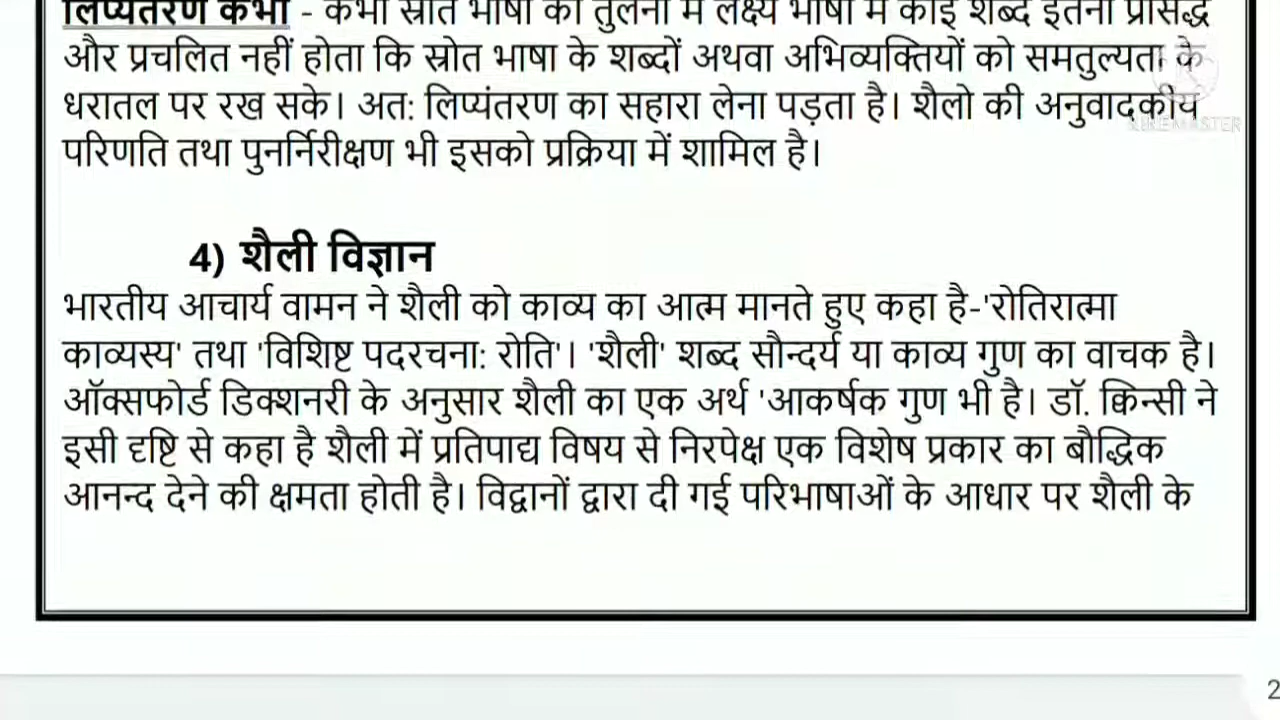 लिप्यंतरण कभी - कभी स्रोत भाषा की तुलना में लक्ष्य भाषा में कोई शब्द इतना प्रसिद्ध
और प्रचलित नहीं होता कि स्रोत भाषा के शब्दों अथवा अभिव्यक्तियों को समतुल्यता के
धरातल पर रख सके। अत: लिप्यंतरण का सहारा लेना पड़ता है। शैलो की अनुवादकीय
KINEMASTER
परिणति तथा पुनर्निरीक्षण भी इसको प्रक्रिया में शामिल है।
4) शैली विज्ञान
भारतीय आचार्य वामन ने शैली को काव्य का आत्म मानते हुए कहा है-'रोतिरात्मा
काव्यस्य' तथा 'विशिष्ट पदरचना: रोति'। 'शैली' शब्द सौन्दर्य या काव्य गुण का वाचक है।
ऑक्सफोर्ड डिक्शनरी के अनुसार शैली का एक अर्थ 'आकर्षक गुण भी है। डॉ. क्विन्सी ने
इसी दृष्टि से कहा है शैली में प्रतिपाद्य विषय से निरपेक्ष एक विशेष प्रकार का बौद्धिक
आनन्द देने की क्षमता होती है। विद्वानों द्वारा दी गई परिभाषाओं के आधार पर शैली के
2